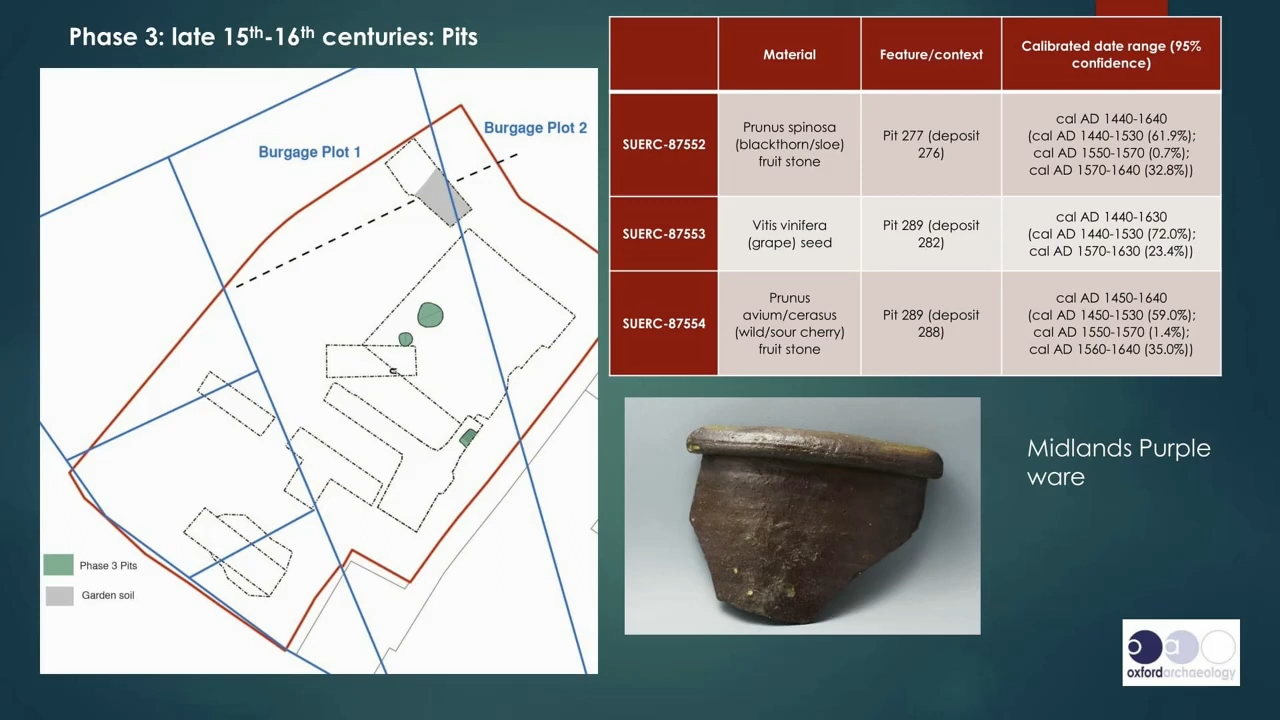 Phase 3: late 15th-16th centuries: Pits
Burgage Plot 1
Burgage Plot 2
Phase 3 Pits
Garden soil
Material
Feature/context
Calibrated date range (95%
confidence)
SUERC-87552
Prunus spinosa
(blackthorn/sloe)
fruit stone
Pit 277 (deposit
276)
cal AD 1440-1640
(cal AD 1440-1530 (61.9%);
cal AD 1550-1570 (0.7%);
cal AD 1570-1640 (32.8%))
SUERC-87553
Vitis vinifera
(grape) seed
Pit 289 (deposit
282)
cal AD 1440-1630
(cal AD 1440-1530 (72.0%);
cal AD 1570-1630 (23.4%))
SUERC-87554
Prunus
avium/cerasus
(wild/sour cherry)
fruit stone
Pit 289 (deposit
288)
cal AD 1450-1640
(cal AD 1450-1530 (59.0%);
cal AD 1550-1570 (1.4%);
cal AD 1560-1640 (35.0%))
Midlands Purple
ware
oxfordarchaeology